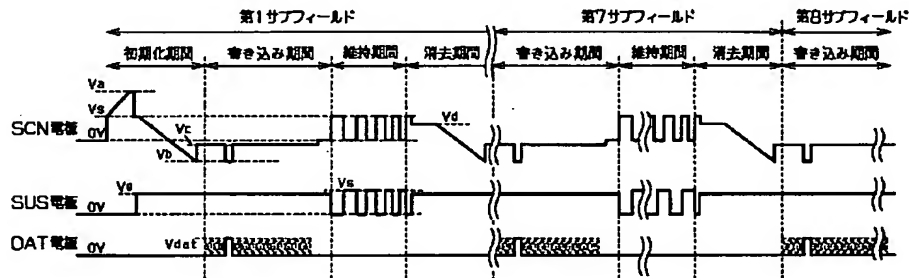 第1サブフィールド 第7サブフィールド 第8サブフィールド
初期化期間 書き込み期間 維持期間 消去期間 書き込み期間 維持期間 消去期間 書き込み期間
Va
Vs
SCN電極 0V
Vc
Vb
Vd
SUS電極 0V
Vs
DAT電極 0V
Vdat